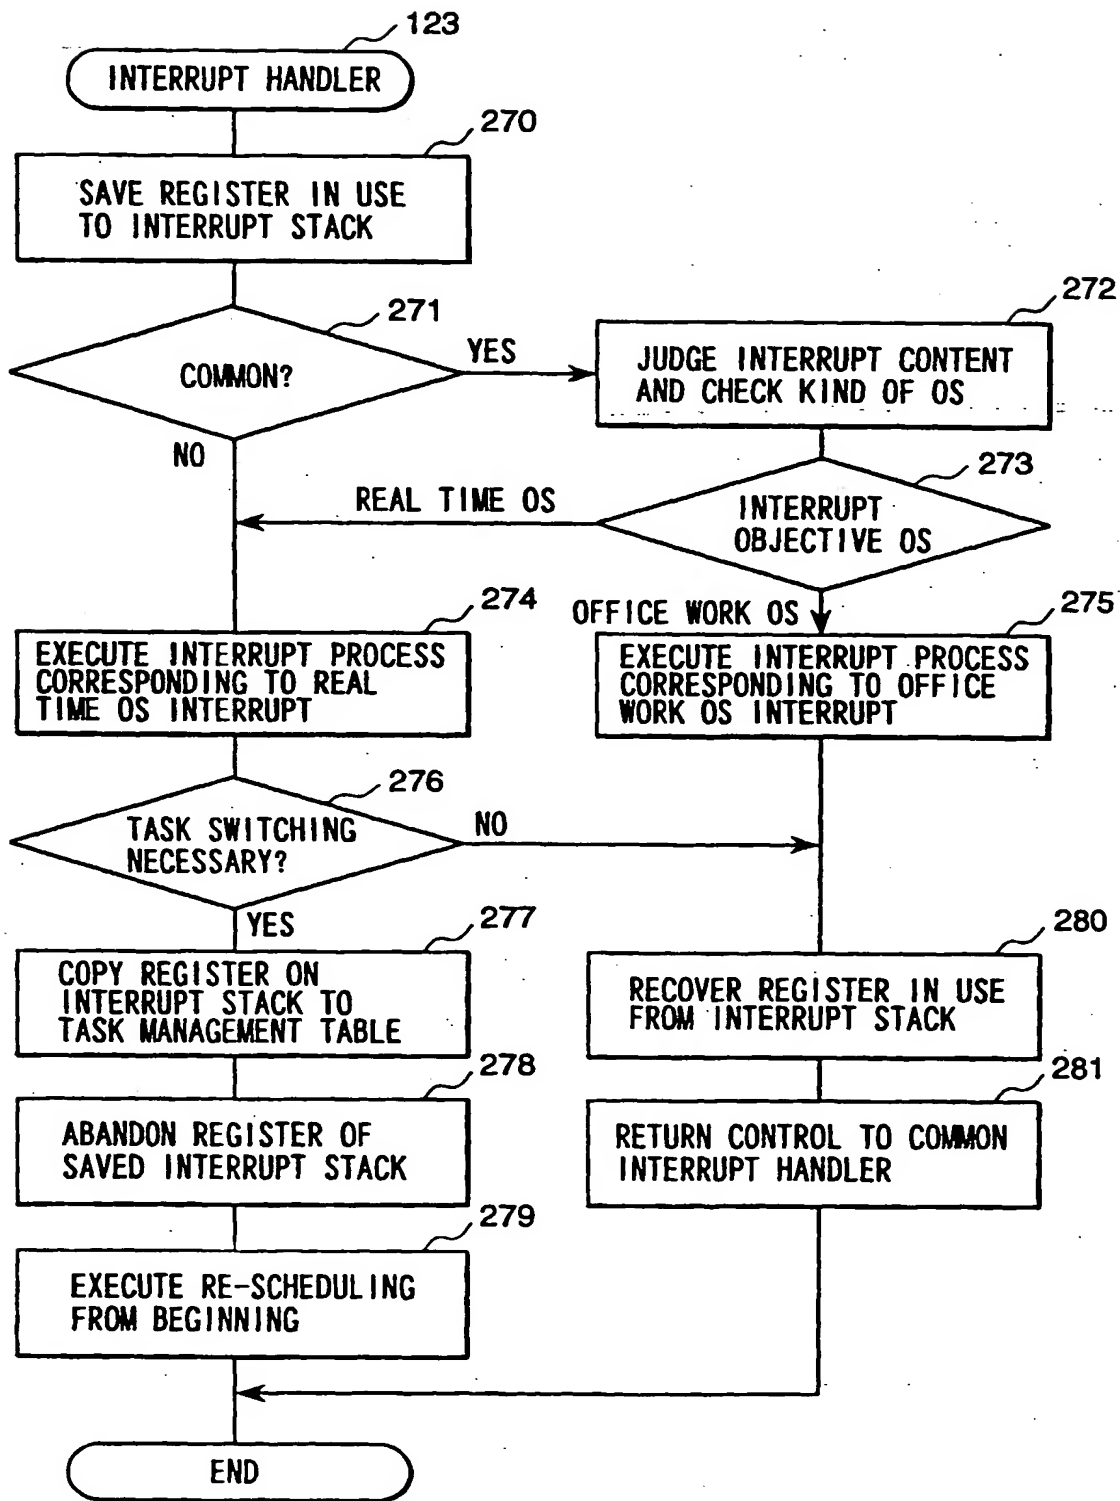 123
INTERRUPT HANDLER
270
SAVE REGISTER IN USE
TO INTERRUPT STACK
271
COMMON?
YES
NO
272
JUDGE INTERRUPT CONTENT
AND CHECK KIND OF OS
273
INTERRUPT
OBJECTIVE OS
REAL TIME OS
OFFICE WORK OS
274
EXECUTE INTERRUPT PROCESS
CORRESPONDING TO REAL
TIME OS INTERRUPT
275
EXECUTE INTERRUPT PROCESS
CORRESPONDING TO OFFICE
WORK OS INTERRUPT
276
TASK SWITCHING
NECESSARY?
NO
YES
277
COPY REGISTER ON
INTERRUPT STACK TO
TASK MANAGEMENT TABLE
278
ABANDON REGISTER OF
SAVED INTERRUPT STACK
279
EXECUTE RE-SCHEDULING
FROM BEGINNING
280
RECOVER REGISTER IN USE
FROM INTERRUPT STACK
281
RETURN CONTROL TO COMMON
INTERRUPT HANDLER
END